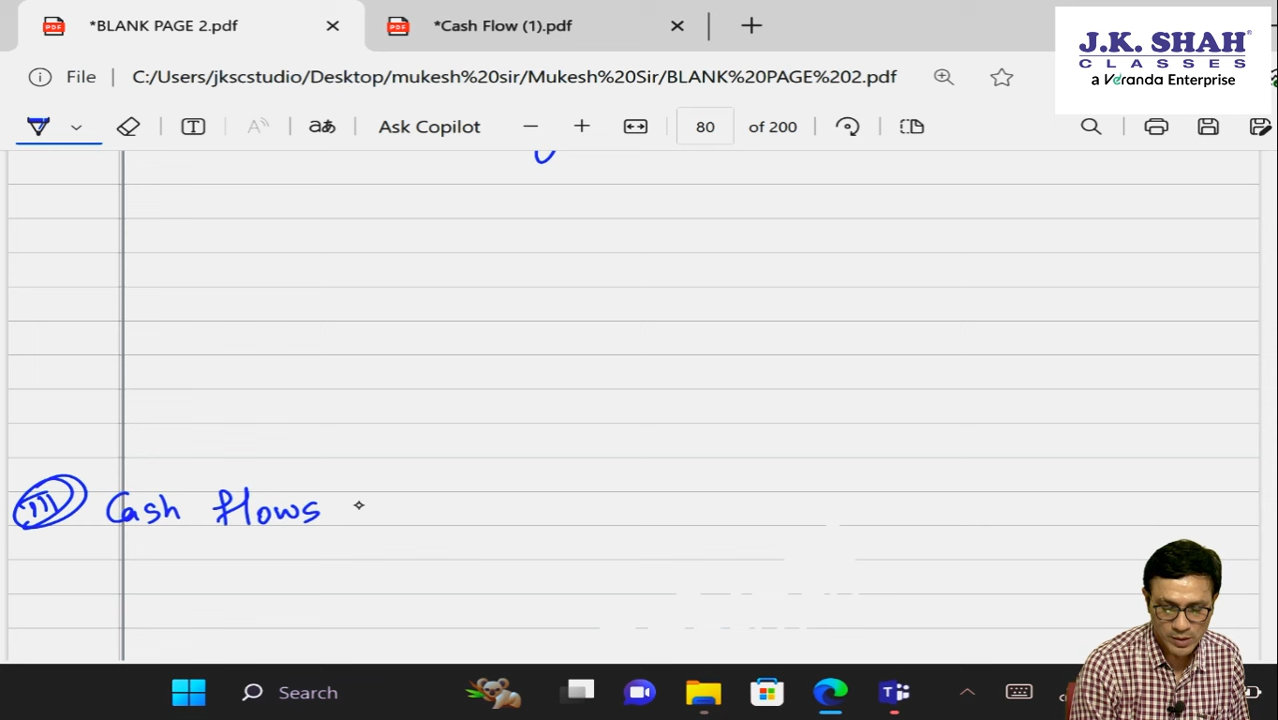 *BLANK PAGE 2.pdf
*Cash Flow (1).pdf
J.K. SHAH®
CLASSES
a Veranda Enterprise
File
C:/Users/jkscstudio/Desktop/mukesh%20sir/Mukesh%20Sir/BLANK%20PAGE%202.pdf
Ask Copilot
80 of 200
III Cash flows
Search